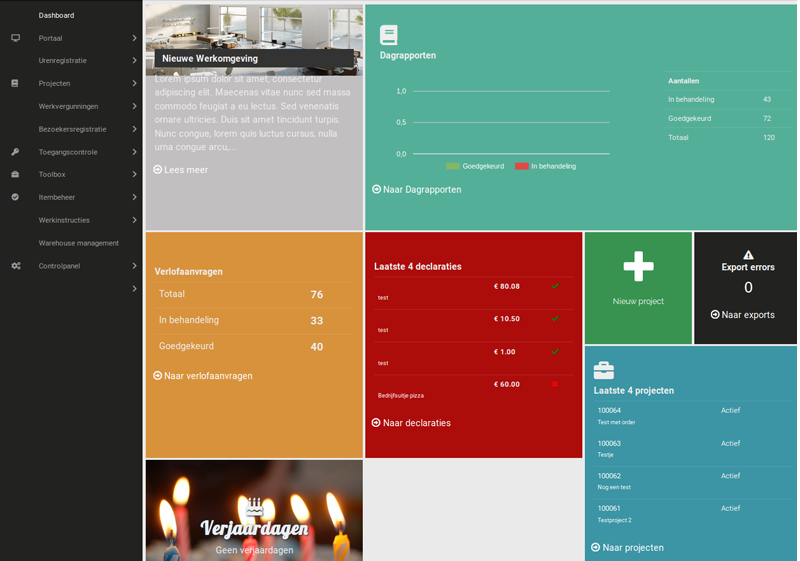 Dashboard
Portaal
Urenregistratie
Projecten
Werkvergunningen
Bezoekersregistratie
Toegangscontrole
Toolbox
Itembeheer
Werkinstructies
Warehouse management
Controlpanel
Nieuwe Werkomgeving
Lorem ipsum dolor sit amet, consectetur
adipiscing elit. Maecenas vitae nunc sed massa
commodo feugiat a eu lectus. Sed venenatis
ornare ultricies. Duis sit amet tincidunt turpis.
Nunc congue, lorem quis luctus cursus, nulla
urna congue arcu,...
Lees meer
Dagrapporten
1,0
0,5
0,0
Goedgekeurd In behandeling
Aantallen
In behandeling 43
Goedgekeurd 72
Totaal 120
Naar Dagrapporten
Verlofaanvragen
Totaal 76
In behandeling 33
Goedgekeurd 40
Naar verlofaanvragen
Laatste 4 declaraties
€ 80.08
test
€ 10.50
test
€ 1.00
test
€ 60.00
Bedrijfsuitje pizza
Naar declaraties
Nieuw project
Export errors
0
Naar exports
Laatste 4 projecten
100064 Actief
Test met order
100063 Actief
Testje
100062 Actief
Nog een test
100061 Actief
Testproject 2
Naar projecten
Verjaardagen
Geen verjaardagen